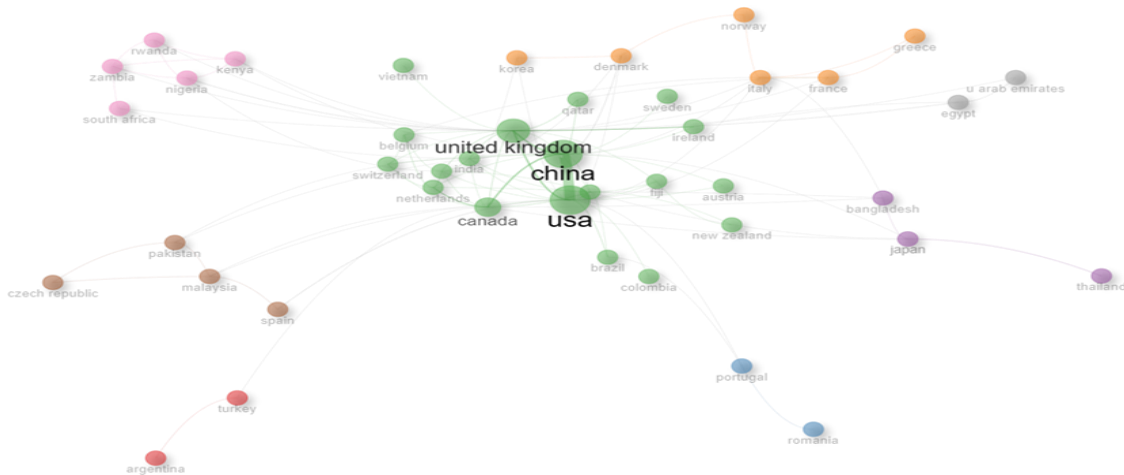 norway
greece
rwanda
kenya
zambia
nigeria
vietnam
korea
denmark
italy
france
u arab emirates
egypt
south africa
qatar
sweden
ireland
belgium
united kingdom
india
switzerland
china
netherlands
fiji
austria
bangladesh
canada
usa
new zealand
japan
pakistan
brazil
czech republic
malaysia
colombia
thailand
spain
portugal
turkey
romania
argentina